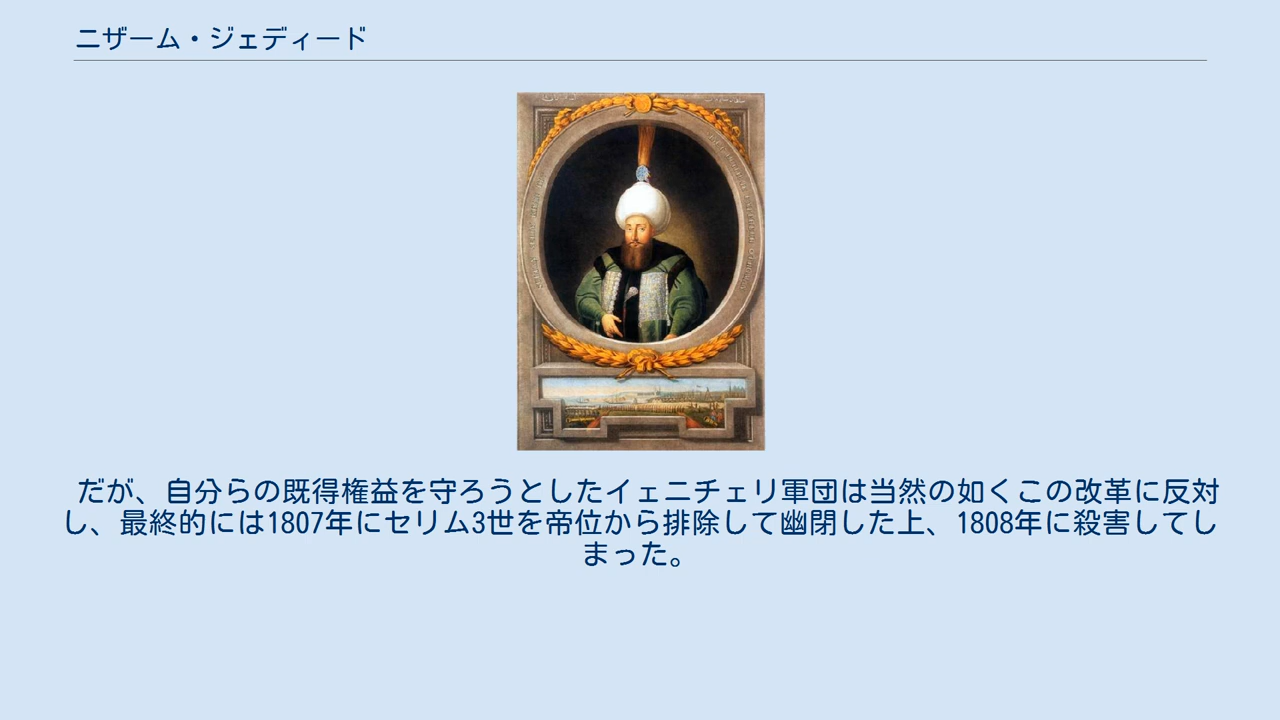 ニザーム・ジェディード
だが、自分らの既得権益を守ろうとしたイェニチェリ軍団は当然の如くこの改革に反対
し、最終的には1807年にセリム3世を帝位から排除して幽閉した上、1808年に殺害してし
まった。